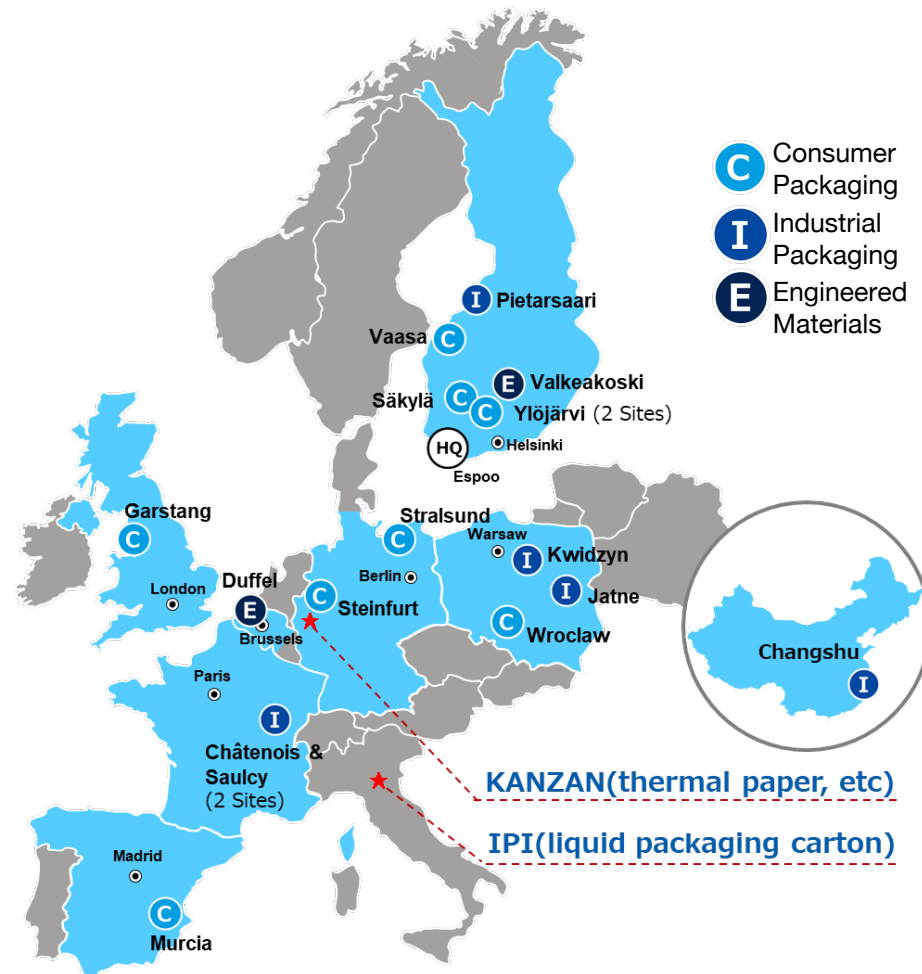 C Consumer
Packaging
I Industrial
Packaging
E Engineered
Materials
I Pietarsaari
Vaasa C
E Valkeakoski
Säkylä C
C Ylöjärvi (2 Sites)
HQ
Helsinki
Espoo
Garstang
C
London
Stralsund
C
Warsaw
I Kwidzyn
Berlin
I Jatne
Duffel
E
Brussels
C
Steinfurt
C Wroclaw
Changshu
I
Paris
I
Châtenois &
Saulcy
(2 Sites)
KANZAN(thermal paper, etc)
IPI(liquid packaging carton)
Madrid
C
Murcia